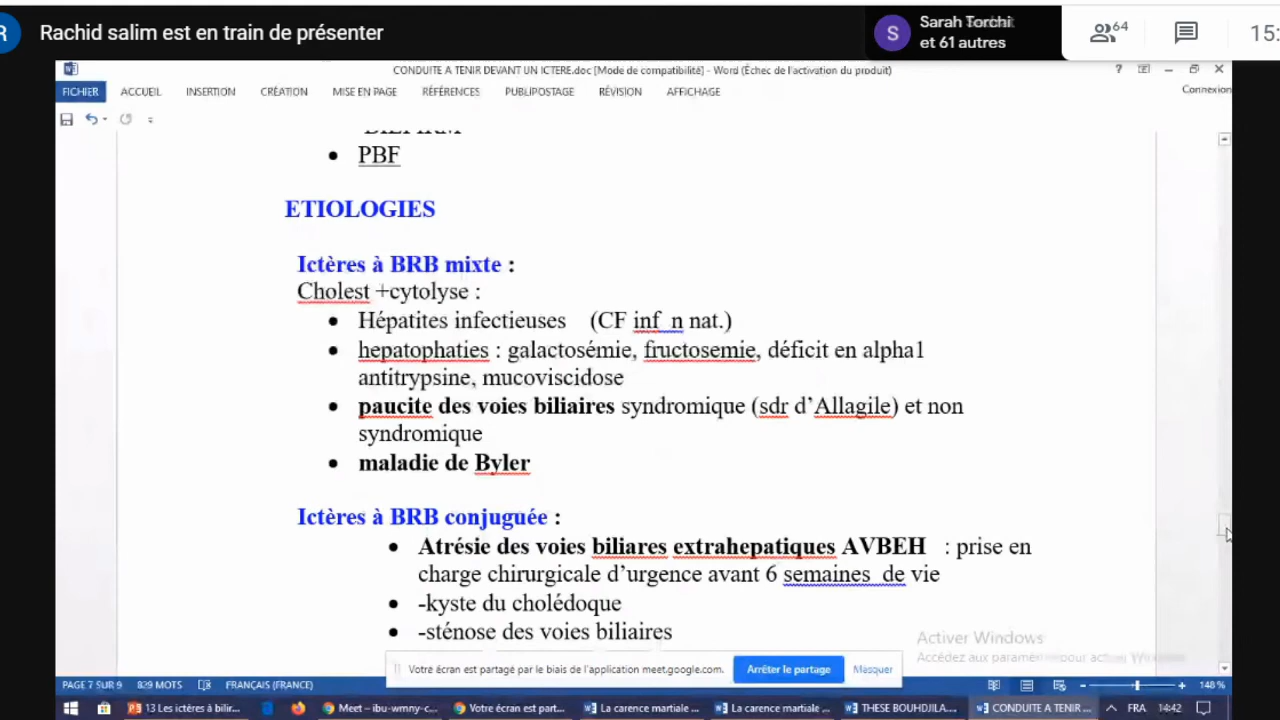 R
Rachid salim est en train de présenter
S
Sarah Torchi
et 61 autres
64
15:
CONDUITE A TENIR DEVANT UN ICTERE.doc [Mode de compatibilité] - Word (Échec de l'activation du produit)
?
FICHIER ACCUEIL INSERTION CRÉATION MISE EN PAGE RÉFÉRENCES PUBLIPOSTAGE RÉVISION AFFICHAGE
Connexion
• PBF
ETIOLOGIES
Ictères à BRB mixte :
Cholest +cytolyse :
• Hépatites infectieuses (CF inf n nat.)
• hepatophaties : galactosémie, fructosemie, déficit en alpha1
antitrypsine, mucoviscidose
• paucite des voies biliaires syndromique (sdr d’Allagile) et non
syndromique
• maladie de Byler
Ictères à BRB conjuguée :
• Atrésie des voies biliares extrahepatiques AVBEH : prise en
charge chirurgicale d’urgence avant 6 semaines de vie
• -kyste du cholédoque
• -sténose des voies biliaires
Activer Windows
Accédez aux paramètres pour activer Windows
Votre écran est partagé par le biais de l'application meet.google.com.
Arrêter le partage
Masquer
PAGE 7 SUR 9 829 MOTS FRANÇAIS (FRANCE)
148 %
13 Les ictères à bilir... Meet – ibu-wmny-c... Votre écran est part... La carence martiale ... La carence martiale ... THESE BOUHDJILA... CONDUITE A TENIR ... FRA 14:42